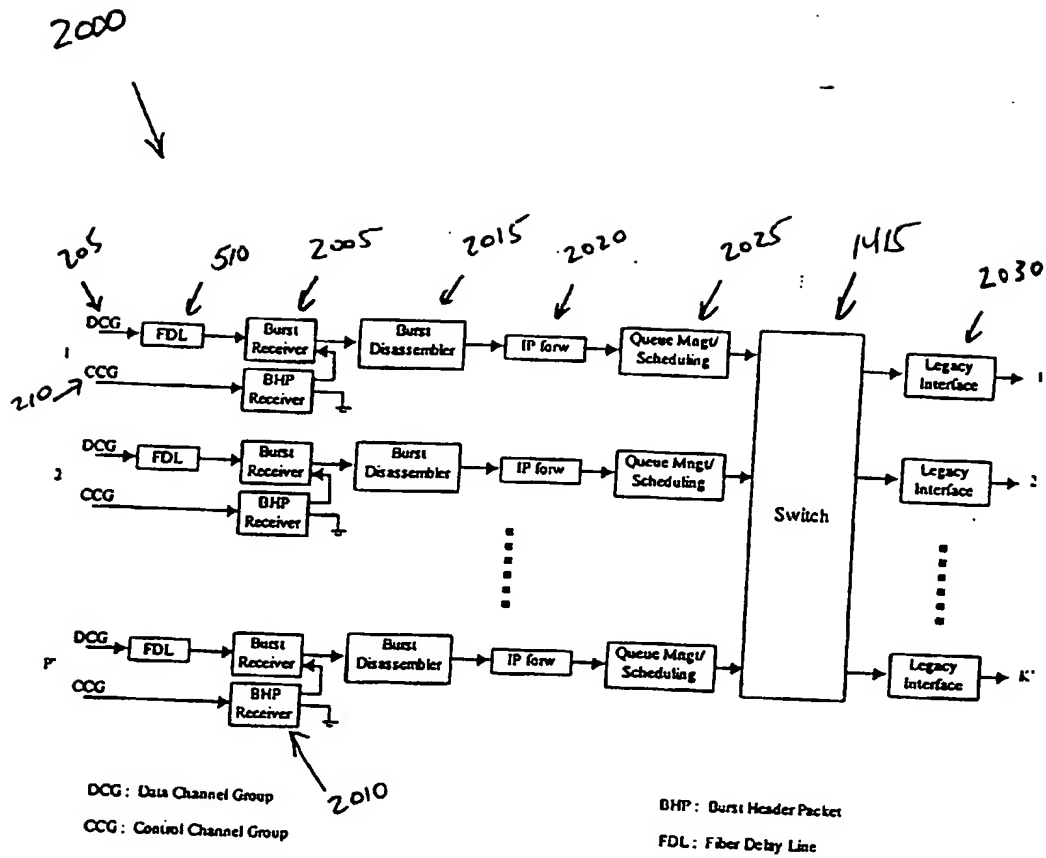 2000
205 510 2005 2015 2020 2025 1415 2030
DCG FDL Burst Receiver Burst Disassembler IP forw Queue Mngt/ Scheduling Legacy Interface 1
1
210 CCG BHP Receiver
DCG FDL Burst Receiver Burst Disassembler IP forw Queue Mngt/ Scheduling Legacy Interface 2
2
CCG BHP Receiver
Switch
DCG FDL Burst Receiver Burst Disassembler IP forw Queue Mngt/ Scheduling Legacy Interface K'
P'
CCG BHP Receiver
2010
DCG : Data Channel Group
BHP : Burst Header Packet
CCG : Control Channel Group
FDL : Fiber Delay Line